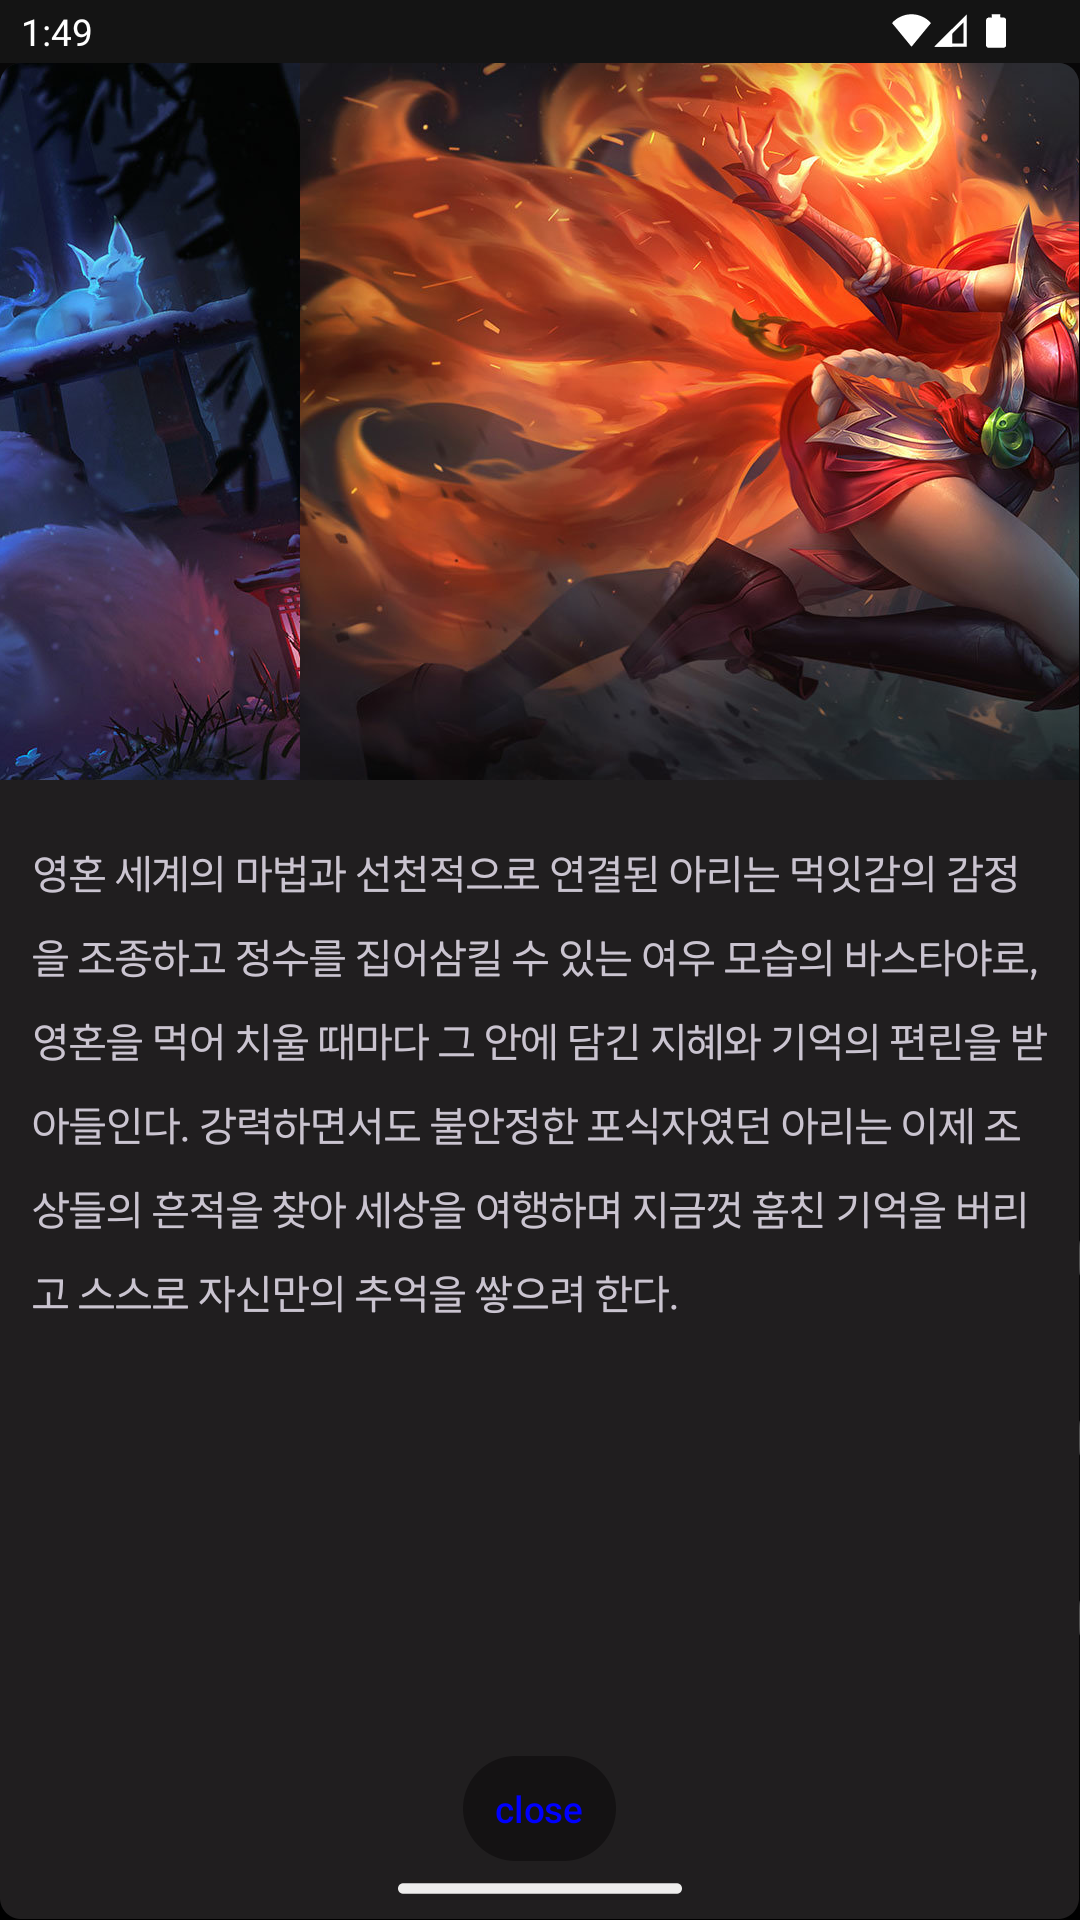 1:49
영혼 세계의 마법과 선천적으로 연결된 아리는 먹잇감의 감정
을 조종하고 정수를 집어삼킬 수 있는 여우 모습의 바스타야로,
영혼을 먹어 치울 때마다 그 안에 담긴 지혜와 기억의 편린을 받
아들인다. 강력하면서도 불안정한 포식자였던 아리는 이제 조
상들의 흔적을 찾아 세상을 여행하며 지금껏 훔친 기억을 버리
고 스스로 자신만의 추억을 쌓으려 한다.
close